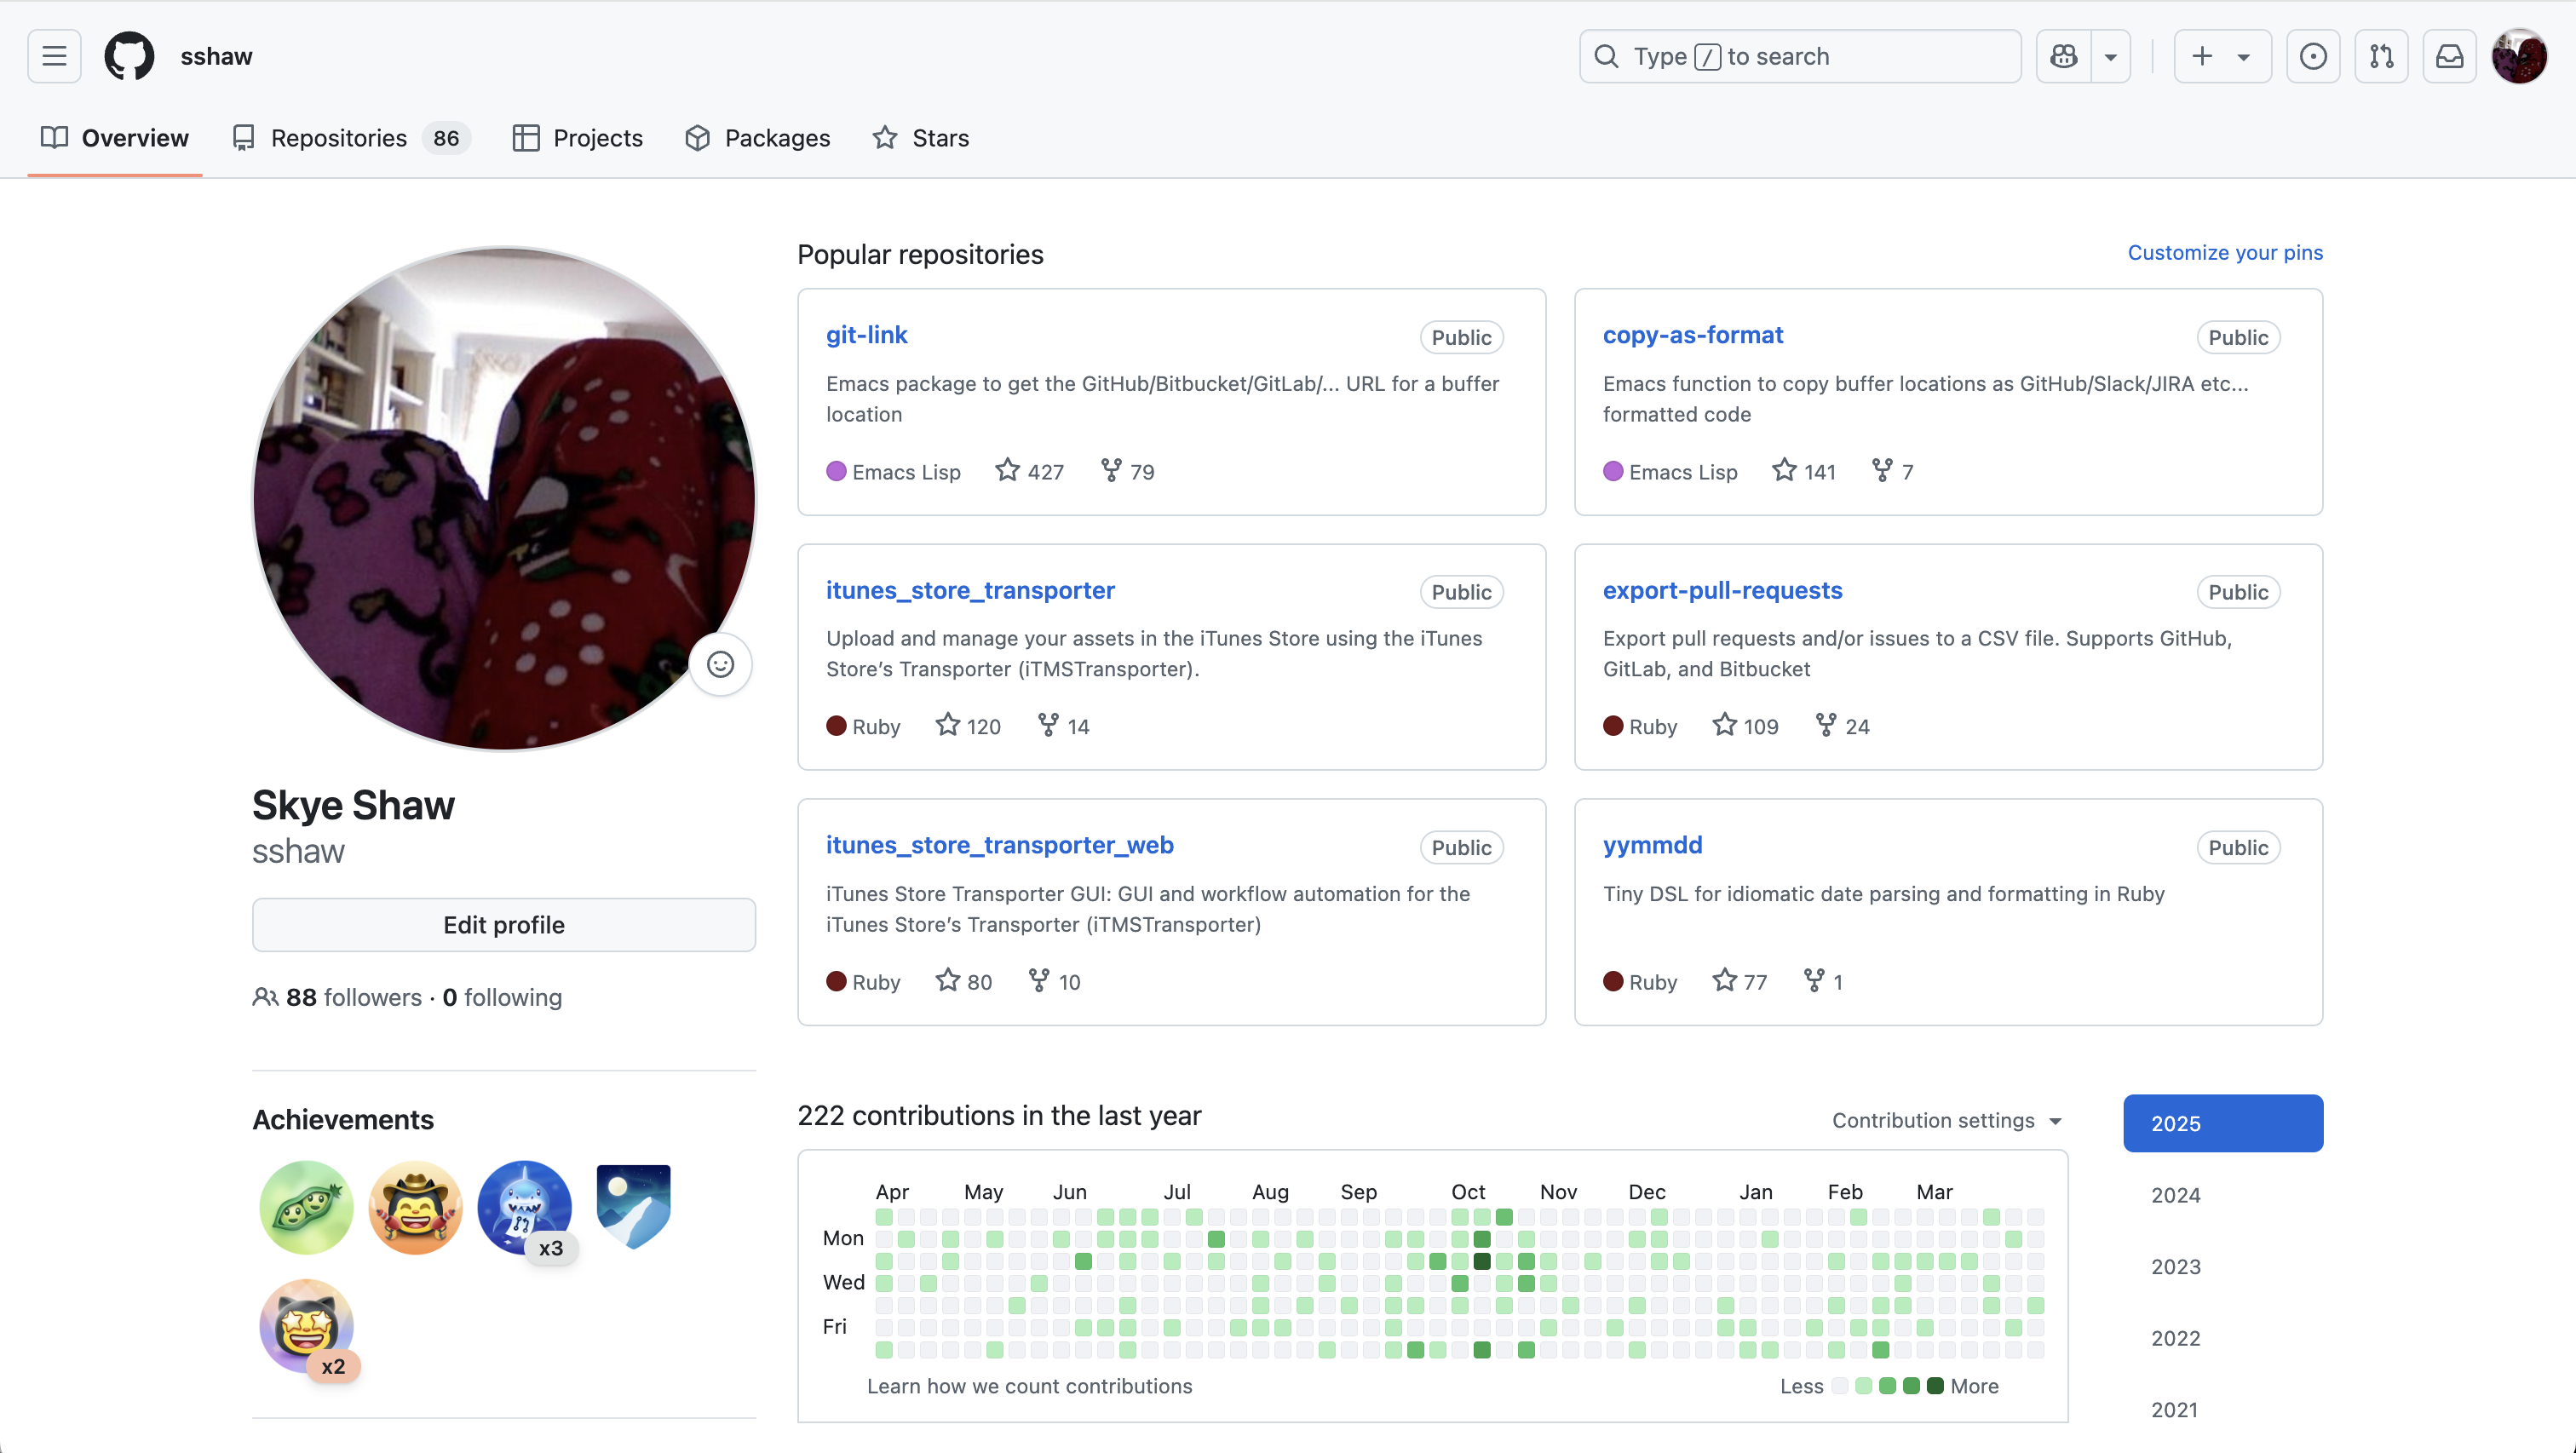 sshaw
Type / to search
Overview
Repositories 86
Projects
Packages
Stars
Popular repositories
Customize your pins
git-link
Public
Emacs package to get the GitHub/Bitbucket/GitLab/... URL for a buffer
location
Emacs Lisp 427 79
copy-as-format
Public
Emacs function to copy buffer locations as GitHub/Slack/JIRA etc...
formatted code
Emacs Lisp 141 7
itunes_store_transporter
Public
Upload and manage your assets in the iTunes Store using the iTunes
Store’s Transporter (iTMSTransporter).
Ruby 120 14
export-pull-requests
Public
Export pull requests and/or issues to a CSV file. Supports GitHub,
GitLab, and Bitbucket
Ruby 109 24
itunes_store_transporter_web
Public
iTunes Store Transporter GUI: GUI and workflow automation for the
iTunes Store’s Transporter (iTMSTransporter)
Ruby 80 10
yymmdd
Public
Tiny DSL for idiomatic date parsing and formatting in Ruby
Ruby 77 1
Skye Shaw
sshaw
Edit profile
88 followers · 0 following
Achievements
x3
x2
222 contributions in the last year
Contribution settings
Apr May Jun Jul Aug Sep Oct Nov Dec Jan Feb Mar
Mon
Wed
Fri
Learn how we count contributions
Less More
2025
2024
2023
2022
2021